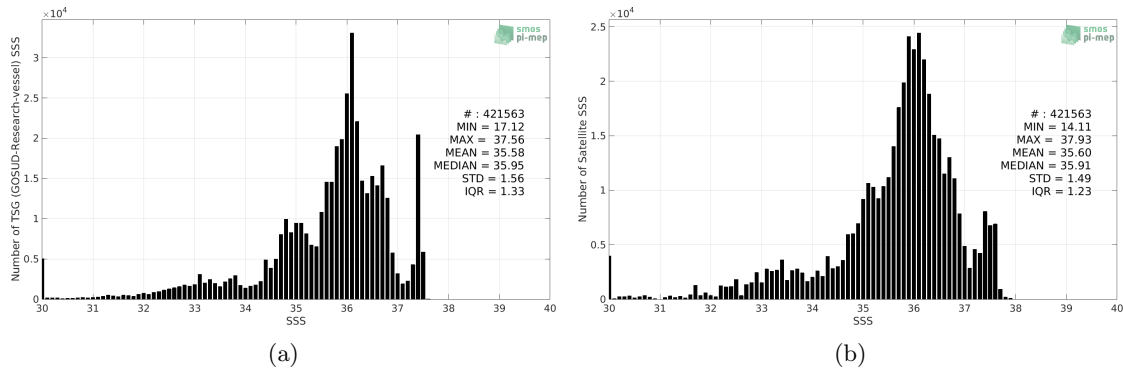 ×10⁴
smos
pi-mep
3
2.5
2
1.5
1
0.5
0
Number of TSG (GOSUD-Research-vessel) SSS
# : 421563
MIN = 17.12
MAX = 37.56
MEAN = 35.58
MEDIAN = 35.95
STD = 1.56
IQR = 1.33
30 31 32 33 34 35 36 37 38 39 40
SSS
(a)
×10⁴
smos
pi-mep
2.5
2
1.5
1
0.5
0
Number of Satellite SSS
# : 421563
MIN = 14.11
MAX = 37.93
MEAN = 35.60
MEDIAN = 35.91
STD = 1.49
IQR = 1.23
30 31 32 33 34 35 36 37 38 39 40
SSS
(b)